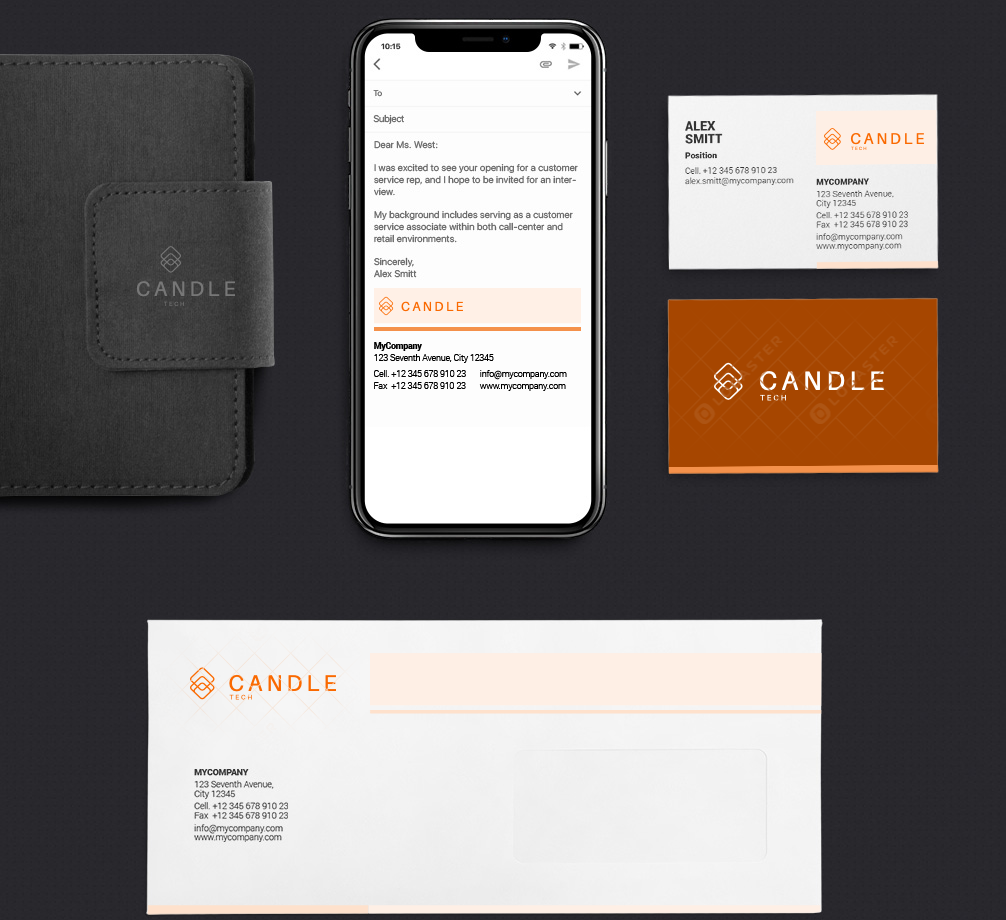 CANDLE
TECH
10:15
To
Subject
Dear Ms. West:
I was excited to see your opening for a customer
service rep, and I hope to be invited for an inter-
view.
My background includes serving as a customer
service associate within both call-center and
retail environments.
Sincerely,
Alex Smitt
CANDLE
MyCompany
123 Seventh Avenue, City 12345
Cell. +12 345 678 910 23 info@mycompany.com
Fax +12 345 678 910 23 www.mycompany.com
ALEX
SMITT
Position
Cell. +12 345 678 910 23
alex.smitt@mycompany.com
CANDLE
TECH
MYCOMPANY
123 Seventh Avenue,
City 12345
Cell. +12 345 678 910 23
Fax +12 345 678 910 23
info@mycompany.com
www.mycompany.com
CANDLE
TECH
CANDLE
TECH
MYCOMPANY
123 Seventh Avenue,
City 12345
Cell. +12 345 678 910 23
Fax +12 345 678 910 23
info@mycompany.com
www.mycompany.com